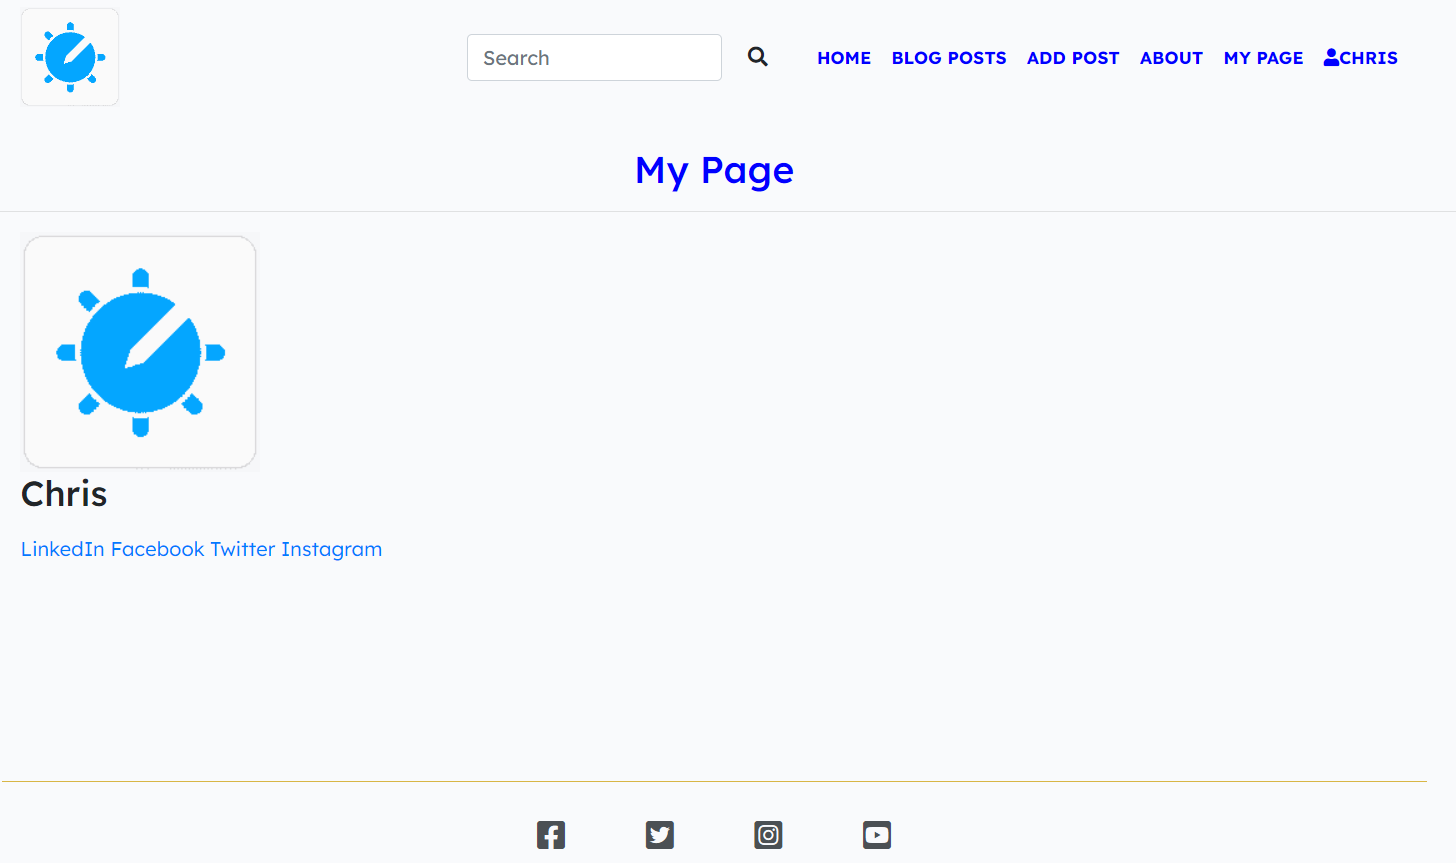 Search HOME BLOG POSTS ADD POST ABOUT MY PAGE CHRIS
My Page
Chris
LinkedIn Facebook Twitter Instagram